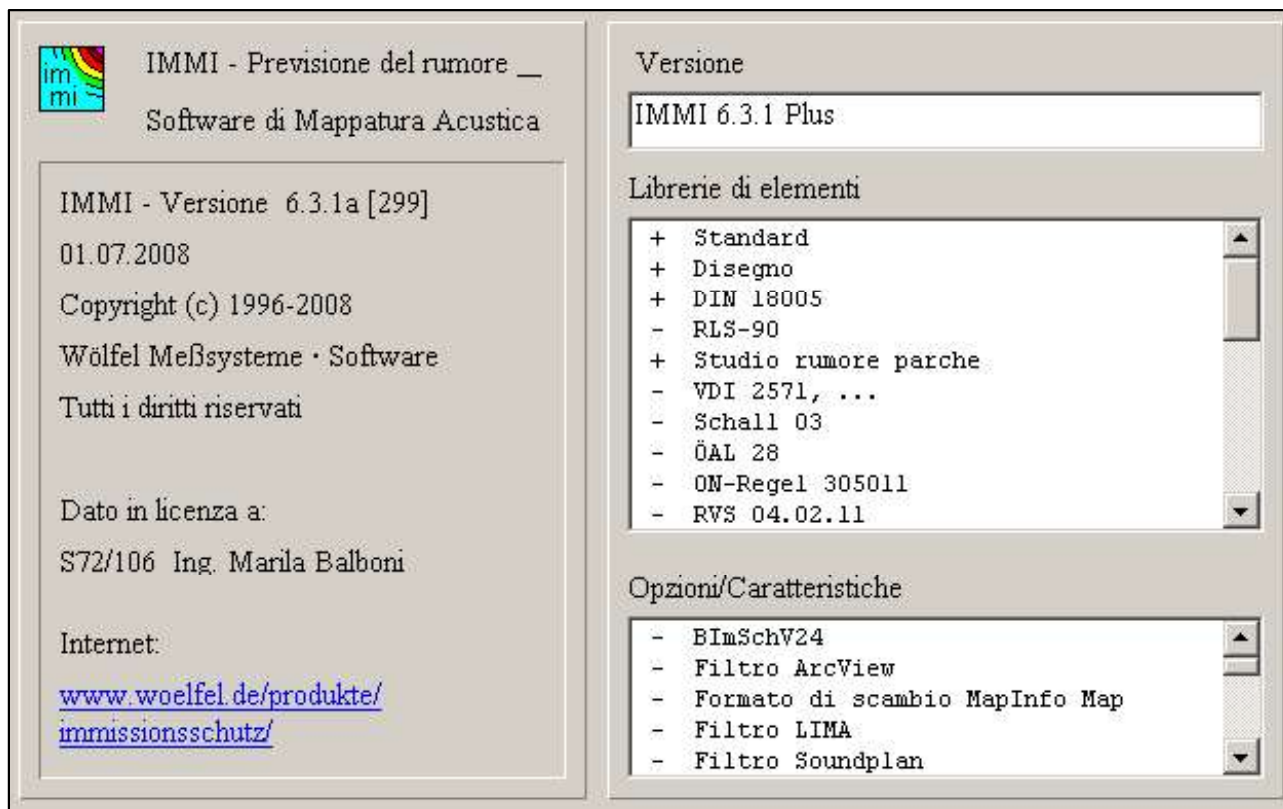 im
mi
IMMI - Previsione del rumore __
Software di Mappatura Acustica
IMMI - Versione 6.3.1a [299]
01.07.2008
Copyright (c) 1996-2008
Wölfel Meßsysteme · Software
Tutti i diritti riservati
Dato in licenza a:
S72/106 Ing. Marila Balboni
Internet:
www.woelfel.de/produkte/
immissionsschutz/
Versione
IMMI 6.3.1 Plus
Librerie di elementi
+ Standard
+ Disegno
+ DIN 18005
- RLS-90
+ Studio rumore parche
- VDI 2571, ...
- Schall 03
- ÖAL 28
- ON-Regel 305011
- RVS 04.02.11
Opzioni/Caratteristiche
- BImSchV24
- Filtro ArcView
- Formato di scambio MapInfo Map
- Filtro LIMA
- Filtro Soundplan